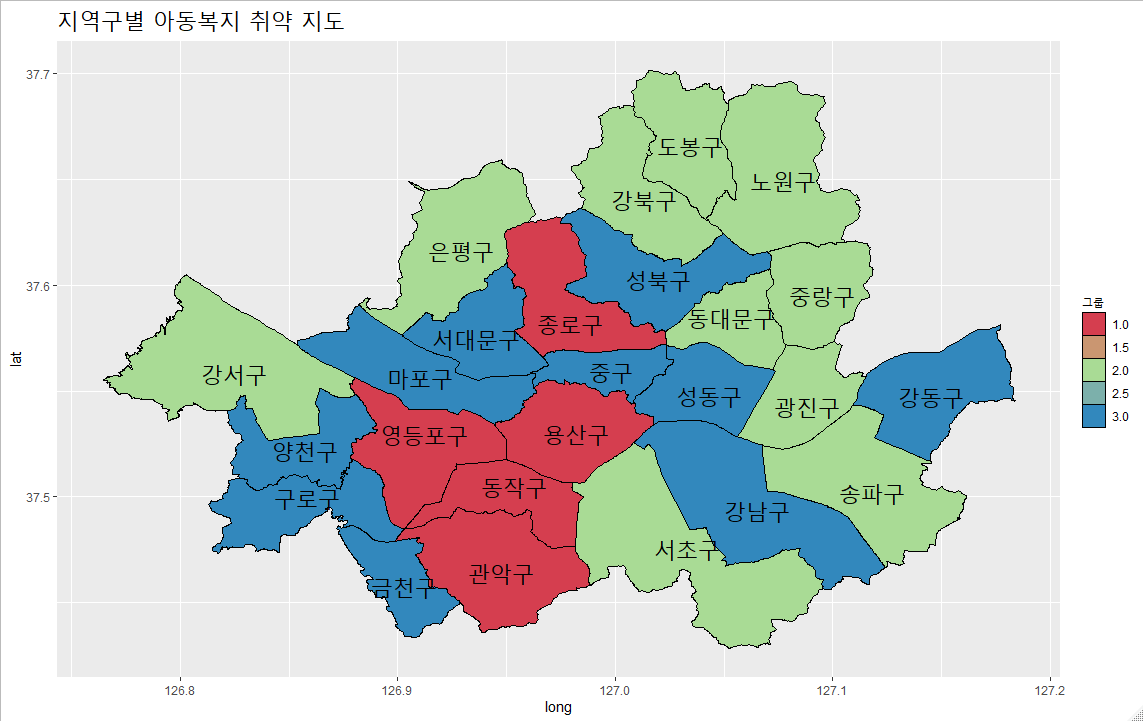 지역구별 아동복지 취약 지도
37.7
도봉구
노원구
강북구
은평구
37.6
성북구
중랑구
동대문구
종로구
서대문구
lat
강서구
중구
마포구
성동구
강동구
광진구
영등포구
용산구
양천구
37.5
구로구
동작구
송파구
강남구
서초구
관악구
금천구
그룹
1.0
1.5
2.0
2.5
3.0
126.8 126.9 127.0 127.1 127.2
long